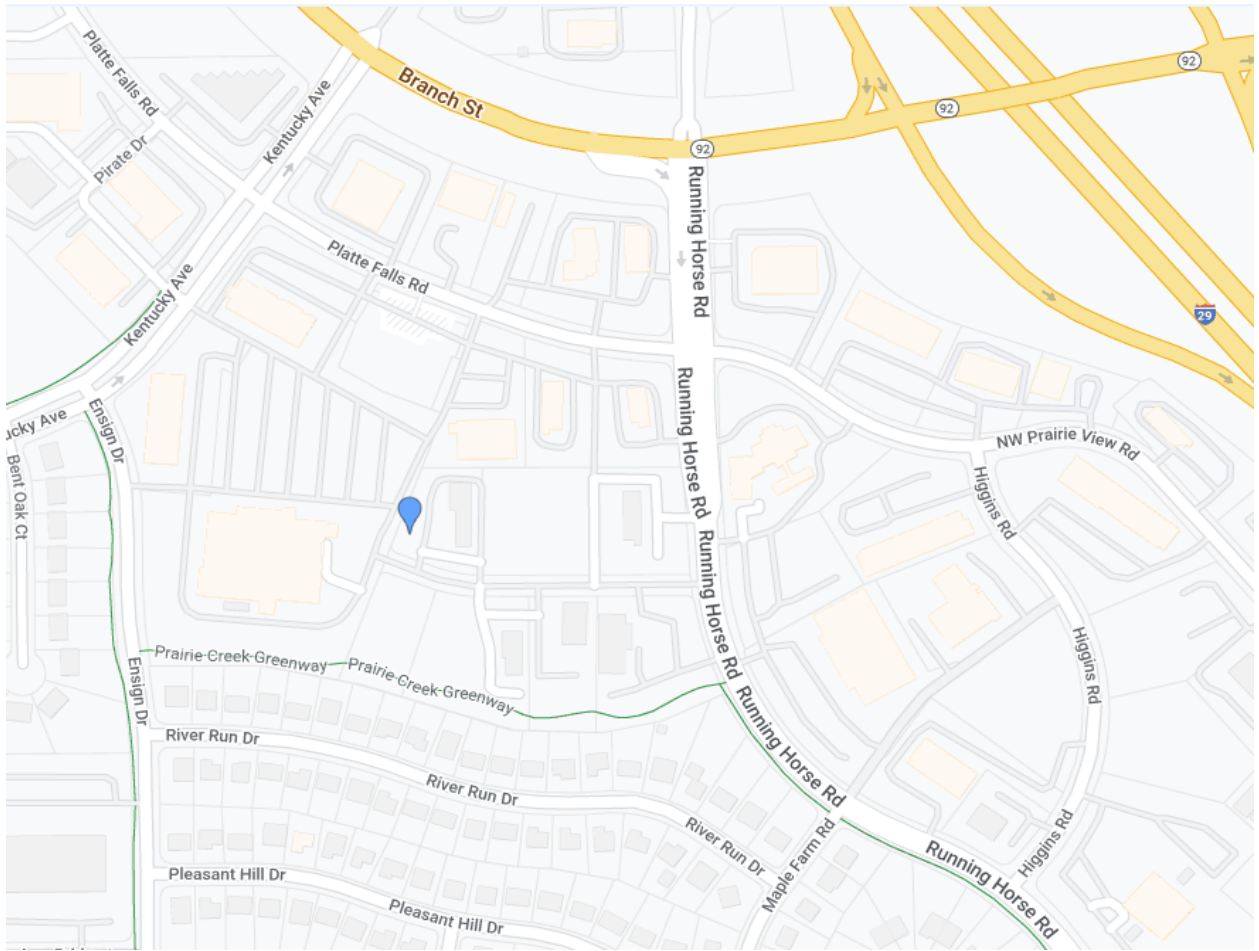 Platte Falls Rd
Kentucky Ave
Branch St
92
92
92
Pirate Dr
Running Horse Rd
Platte Falls Rd
Kentucky Ave
29
Running Horse Rd
Ensign Dr
ucky Ave
NW Prairie View Rd
Bent Oak Ct
Higgins Rd
Running Horse Rd
Higgins Rd
Prairie Creek Greenway
Prairie Creek Greenway
Ensign Dr
Running Horse Rd
River Run Dr
River Run Dr
River Run Dr
Maple Farm Rd
Higgins Rd
Running Horse Rd
Pleasant Hill Dr
Pleasant Hill Dr